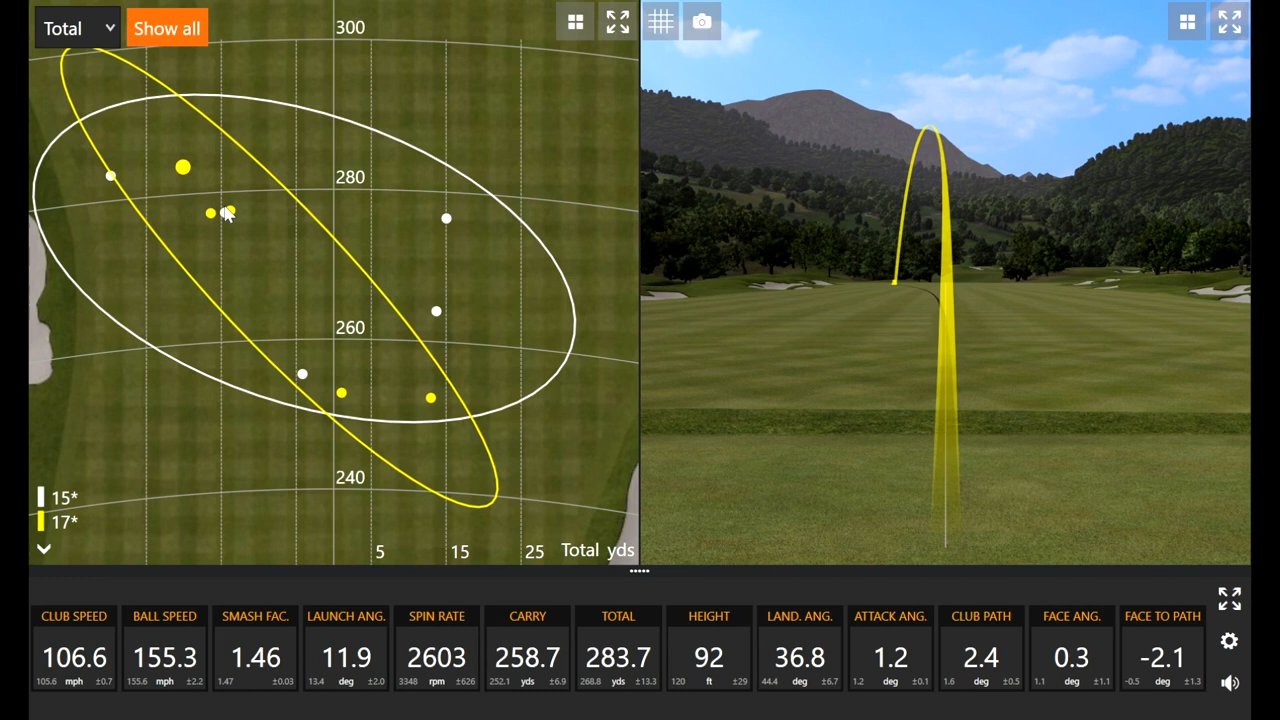 Total
Show all
300
280
260
240
15*
17*
5
15
25
Total yds
CLUB SPEED
106.6
105.6 mph ±0.7
BALL SPEED
155.3
155.6 mph ±2.2
SMASH FAC.
1.46
1.47 ±0.03
LAUNCH ANG.
11.9
13.4 deg ±2.0
SPIN RATE
2603
3348 rpm ±626
CARRY
258.7
252.1 yds ±6.9
TOTAL
283.7
268.8 yds ±13.3
HEIGHT
92
120 ft ±29
LAND. ANG.
36.8
44.4 deg ±6.7
ATTACK ANG.
1.2
1.2 deg ±0.1
CLUB PATH
2.4
1.6 deg ±0.5
FACE ANG.
0.3
1.1 deg ±1.1
FACE TO PATH
-2.1
-0.5 deg ±1.3